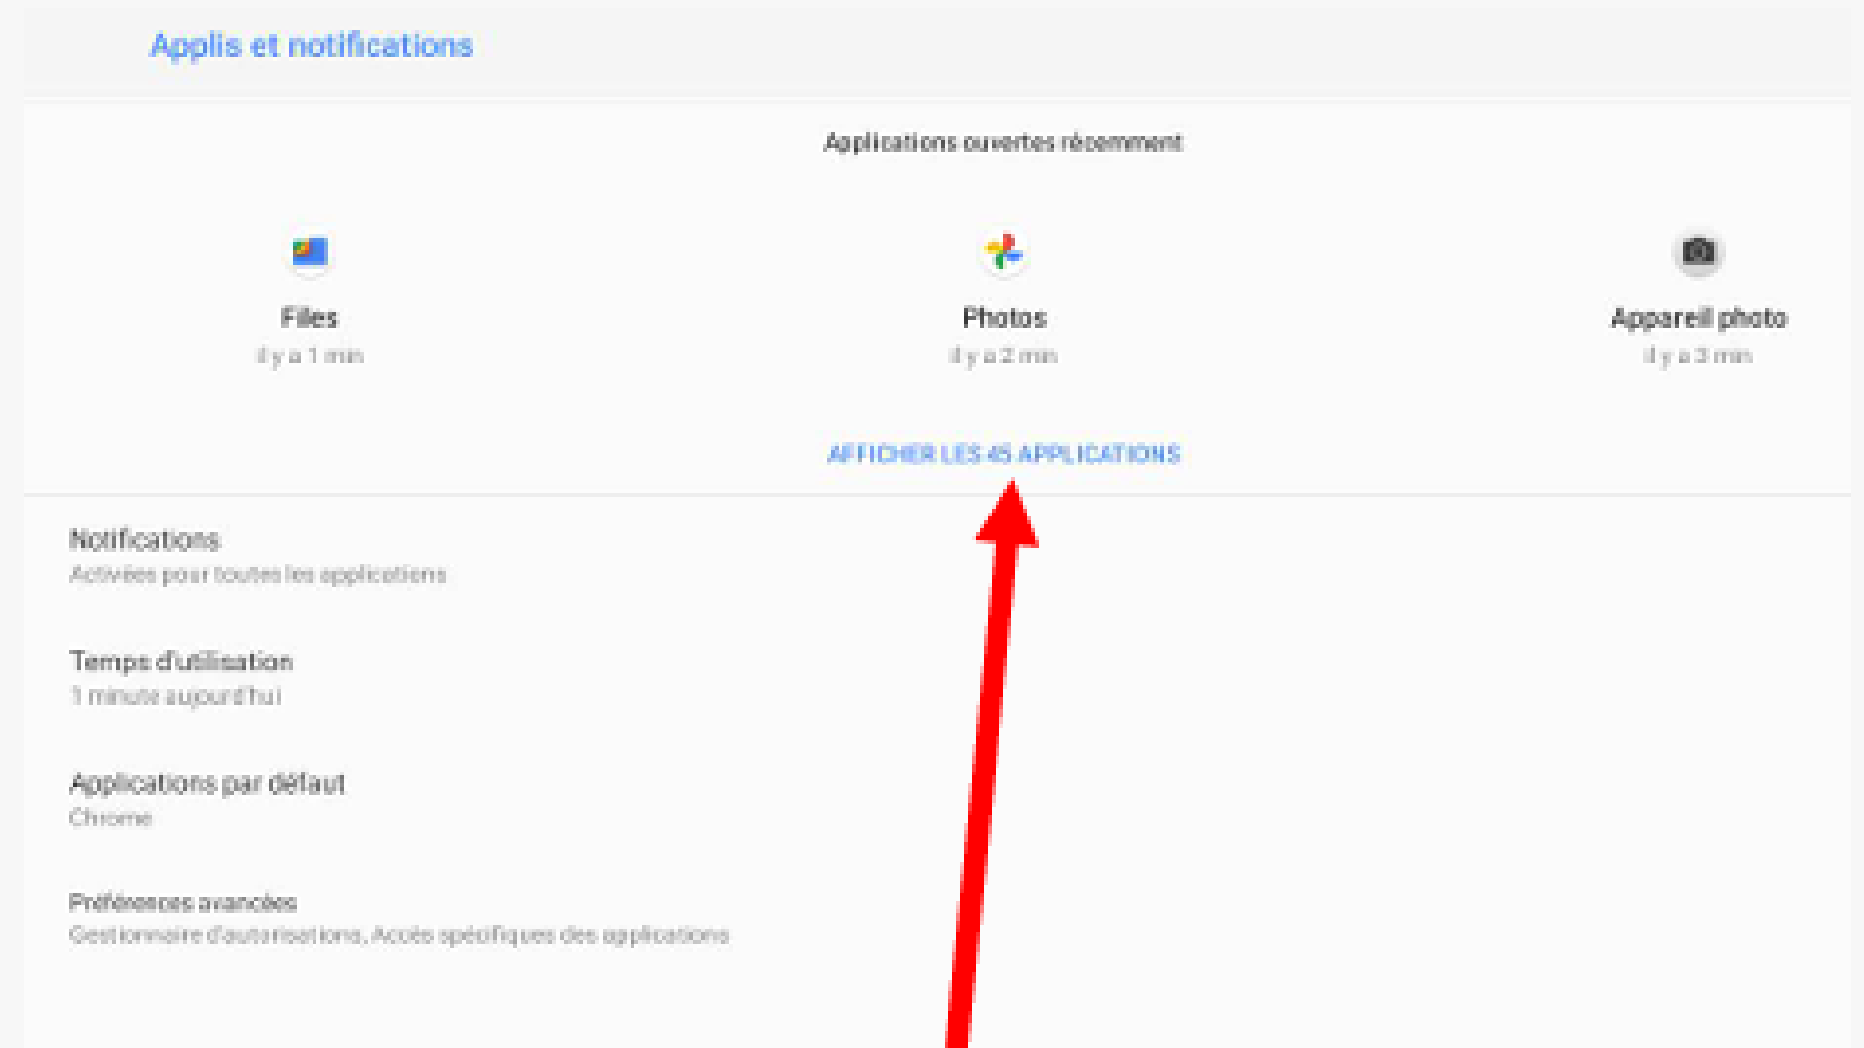 Applis et notifications
Applications ouvertes récemment
Files
il y a 1 min
Photos
il y a 2 min
Appareil photo
il y a 3 min
AFFICHER LES 45 APPLICATIONS
Notifications
Activées pour toutes les applications
Temps d'utilisation
1 minute aujourd'hui
Applications par défaut
Chrome
Préférences avancées
Gestionnaire d'autorisations, Accès spécifiques des applications